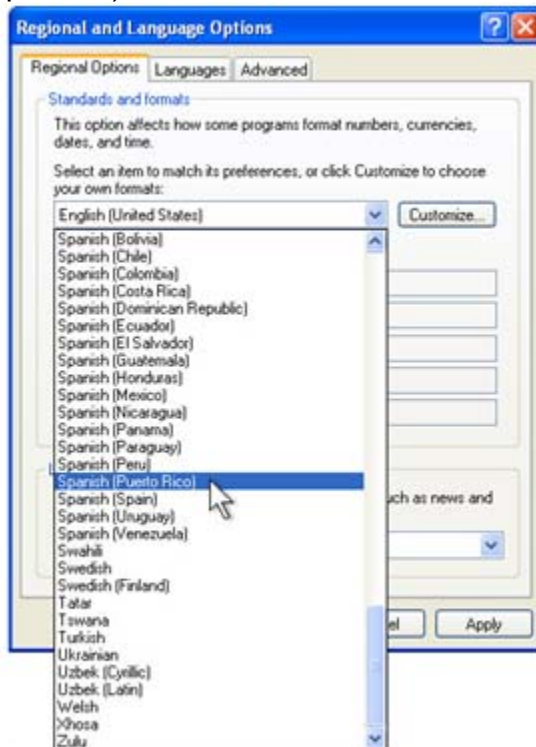 Regional and Language Options
Regional Options Languages Advanced
Standards and formats
This option affects how some programs format numbers, currencies,
dates, and time.
Select an item to match its preferences, or click Customize to choose
your own formats:
English (United States) Customize...
Spanish (Bolivia)
Spanish (Chile)
Spanish (Colombia)
Spanish (Costa Rica)
Spanish (Dominican Republic)
Spanish (Ecuador)
Spanish (El Salvador)
Spanish (Guatemala)
Spanish (Honduras)
Spanish (Mexico)
Spanish (Nicaragua)
Spanish (Panama)
Spanish (Paraguay)
Spanish (Peru)
Spanish (Puerto Rico)
Spanish (Spain) uch as news and
Spanish (Uruguay)
Spanish (Venezuela)
Swahili
Swedish
Swedish (Finland)
Tatar
Tswana el Apply
Turkish
Ukrainian
Uzbek (Cyrillic)
Uzbek (Latin)
Welsh
Xhosa
Zulu